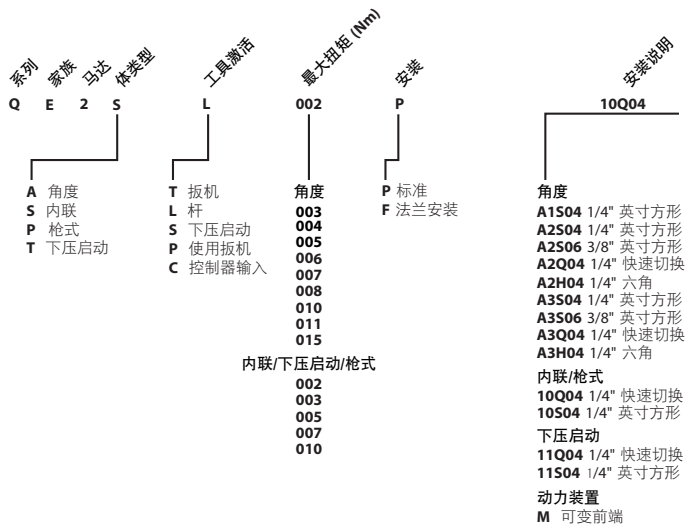 系列
家族
马达
体类型
工具激活
最大扭矩 (Nm)
安装
安装说明
Q E 2 S L 002 P 10Q04
A 角度
S 内联
P 枪式
T 下压启动
T 扳机
L 杆
S 下压启动
P 使用扳机
C 控制器输入
角度
003
004
005
006
007
008
010
011
015
内联/下压启动/枪式
002
003
005
007
010
P 标准
F 法兰安装
角度
A1S04 1/4" 英寸方形
A2S04 1/4" 英寸方形
A2S06 3/8" 英寸方形
A2Q04 1/4" 快速切换
A2H04 1/4" 六角
A3S04 1/4" 英寸方形
A3S06 3/8" 英寸方形
A3Q04 1/4" 快速切换
A3H04 1/4" 六角
内联/枪式
10Q04 1/4" 快速切换
10S04 1/4" 英寸方形
下压启动
11Q04 1/4" 快速切换
11S04 1/4" 英寸方形
动力装置
M 可变前端